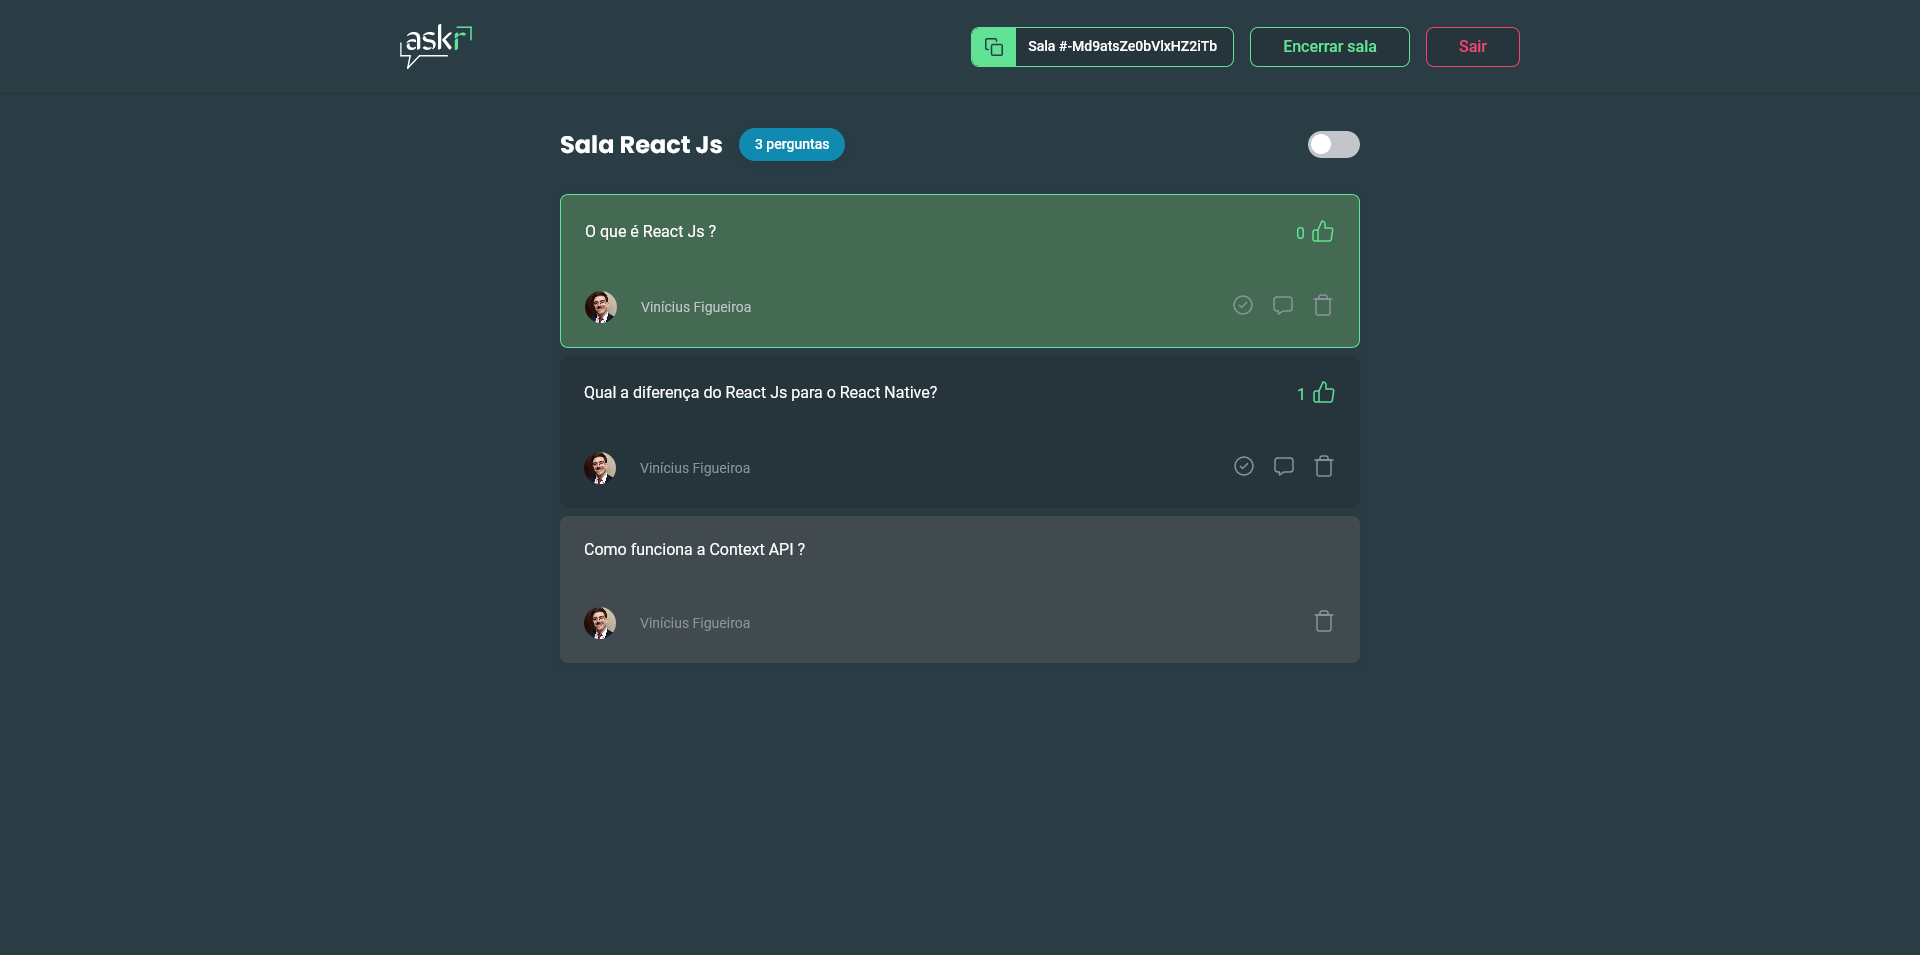 askr
Sala #-Md9atsZe0bVlxHZ2iTb
Encerrar sala
Sair
Sala React Js
3 perguntas
O que é React Js ?
0
Vinícius Figueiroa
Qual a diferença do React Js para o React Native?
1
Vinícius Figueiroa
Como funciona a Context API ?
Vinícius Figueiroa